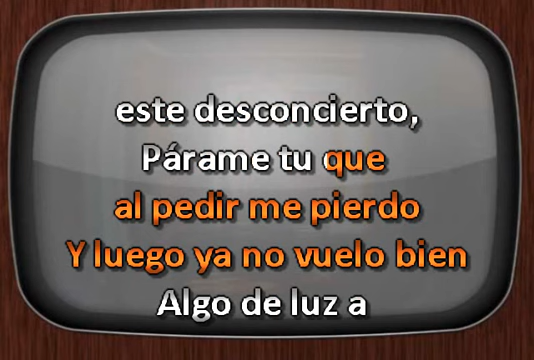 este desconcierto,
Párame tu que
al pedir me pierdo
Y luego ya no vuelo bien
Algo de luz a